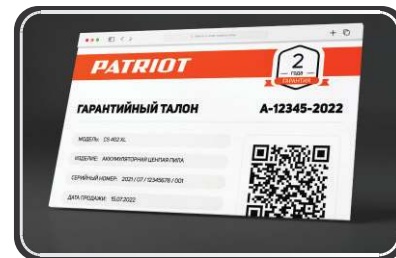 PATRIOT
2
ГОДА
ГАРАНТИЯ
ГАРАНТИЙНЫЙ ТАЛОН
A-12345-2022
МОДЕЛЬ: CS-402 XL
ИЗДЕЛИЕ: АККУМУЛЯТОРНАЯ ЦЕПНАЯ ПИЛА
СЕРИЙНЫЙ НОМЕР: 2021 / 07 / 12345678 / 001
ДАТА ПРОДАЖИ: 15.07.2022